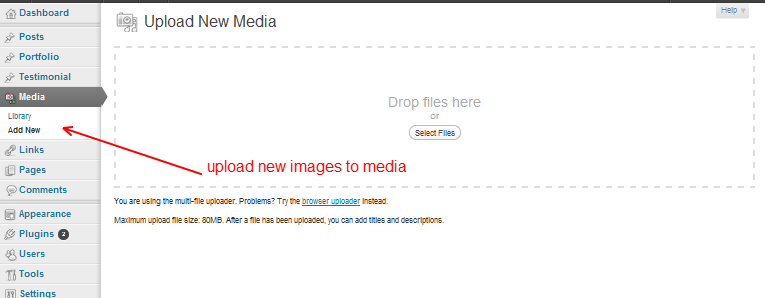 Dashboard
Posts
Portfolio
Testimonial
Media
Library
Add New
Links
Pages
Comments
Appearance
Plugins 2
Users
Tools
Settings
Help
Upload New Media
Drop files here
or
Select Files
upload new images to media
You are using the multi-file uploader. Problems? Try the browser uploader instead.
Maximum upload file size: 80MB. After a file has been uploaded, you can add titles and descriptions.